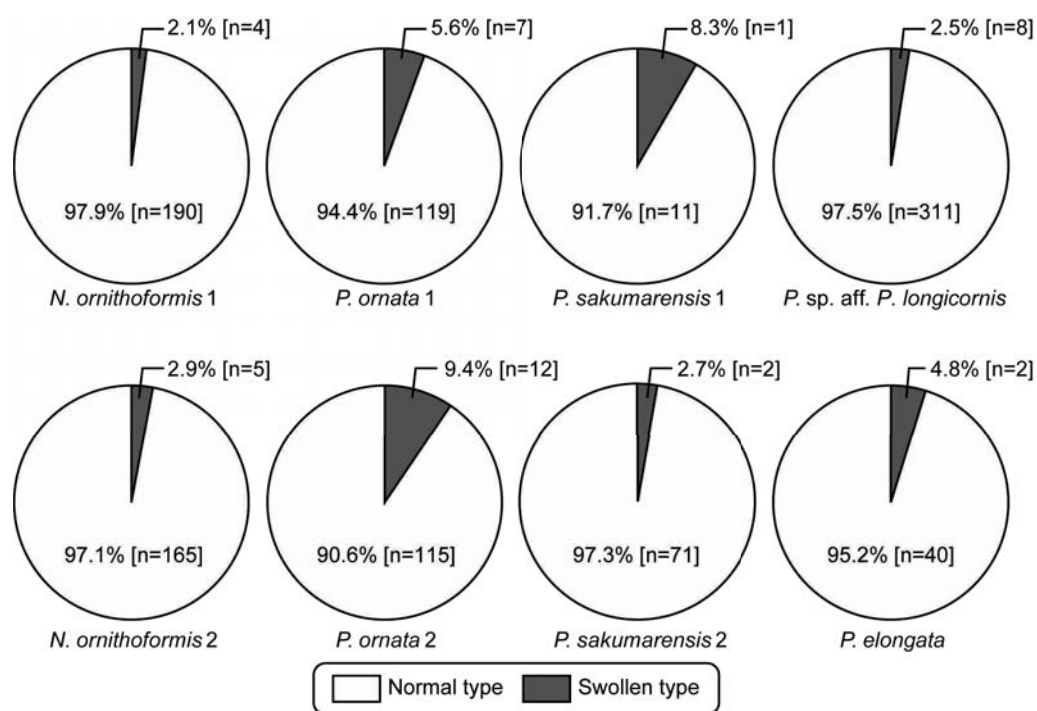 2.1% [n=4]
97.9% [n=190]
N. ornithoformis 1
5.6% [n=7]
94.4% [n=119]
P. ornata 1
8.3% [n=1]
91.7% [n=11]
P. sakumarensis 1
2.5% [n=8]
97.5% [n=311]
P. sp. aff. P. longicornis
2.9% [n=5]
97.1% [n=165]
N. ornithoformis 2
9.4% [n=12]
90.6% [n=115]
P. ornata 2
2.7% [n=2]
97.3% [n=71]
P. sakumarensis 2
4.8% [n=2]
95.2% [n=40]
P. elongata
Normal type
Swollen type